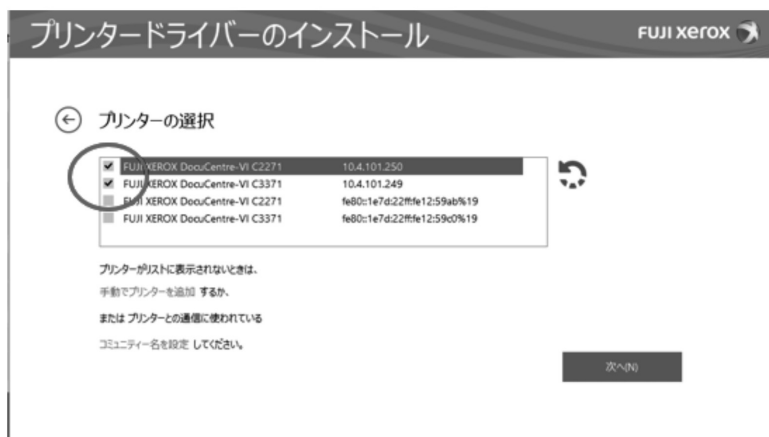 プリンタードライバーのインストール
FUJI xerox
プリンターの選択
FUJI XEROX DocuCentre-VI C2271 10.4.101.250
FUJI XEROX DocuCentre-VI C3371 10.4.101.249
FUJI XEROX DocuCentre-VI C2271 fe80::1e7d:22ff:fe12:59ab%19
FUJI XEROX DocuCentre-VI C3371 fe80::1e7d:22ff:fe12:59c0%19
プリンターがリストに表示されないときは、
手動でプリンターを追加 するか、
または プリンターとの通信に使われている
コミュニティー名を設定 してください。
次へ(N)